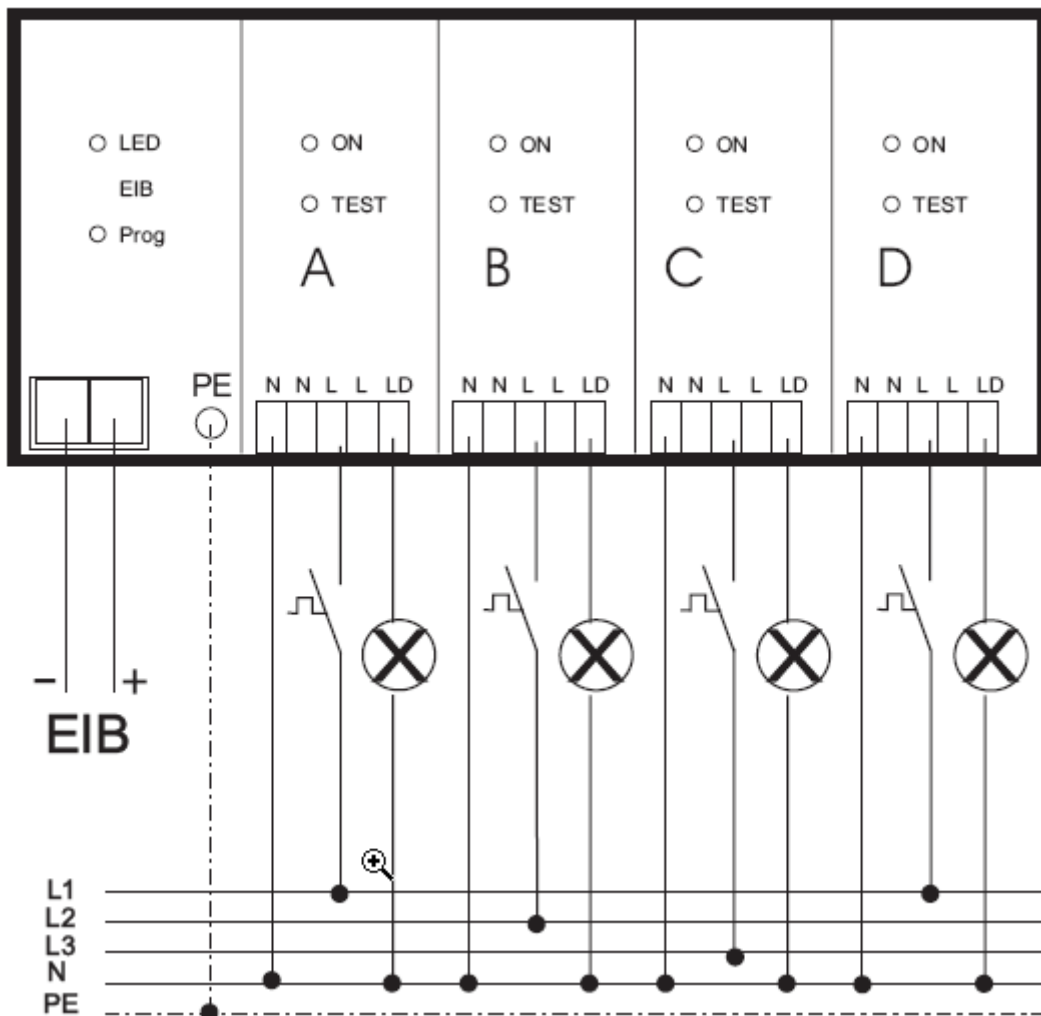 LED ON ON ON ON
EIB
TEST TEST TEST TEST
Prog
A B C D
PE N N L L LD N N L L LD N N L L LD N N L L LD
- +
EIB
L1
L2
L3
N
PE